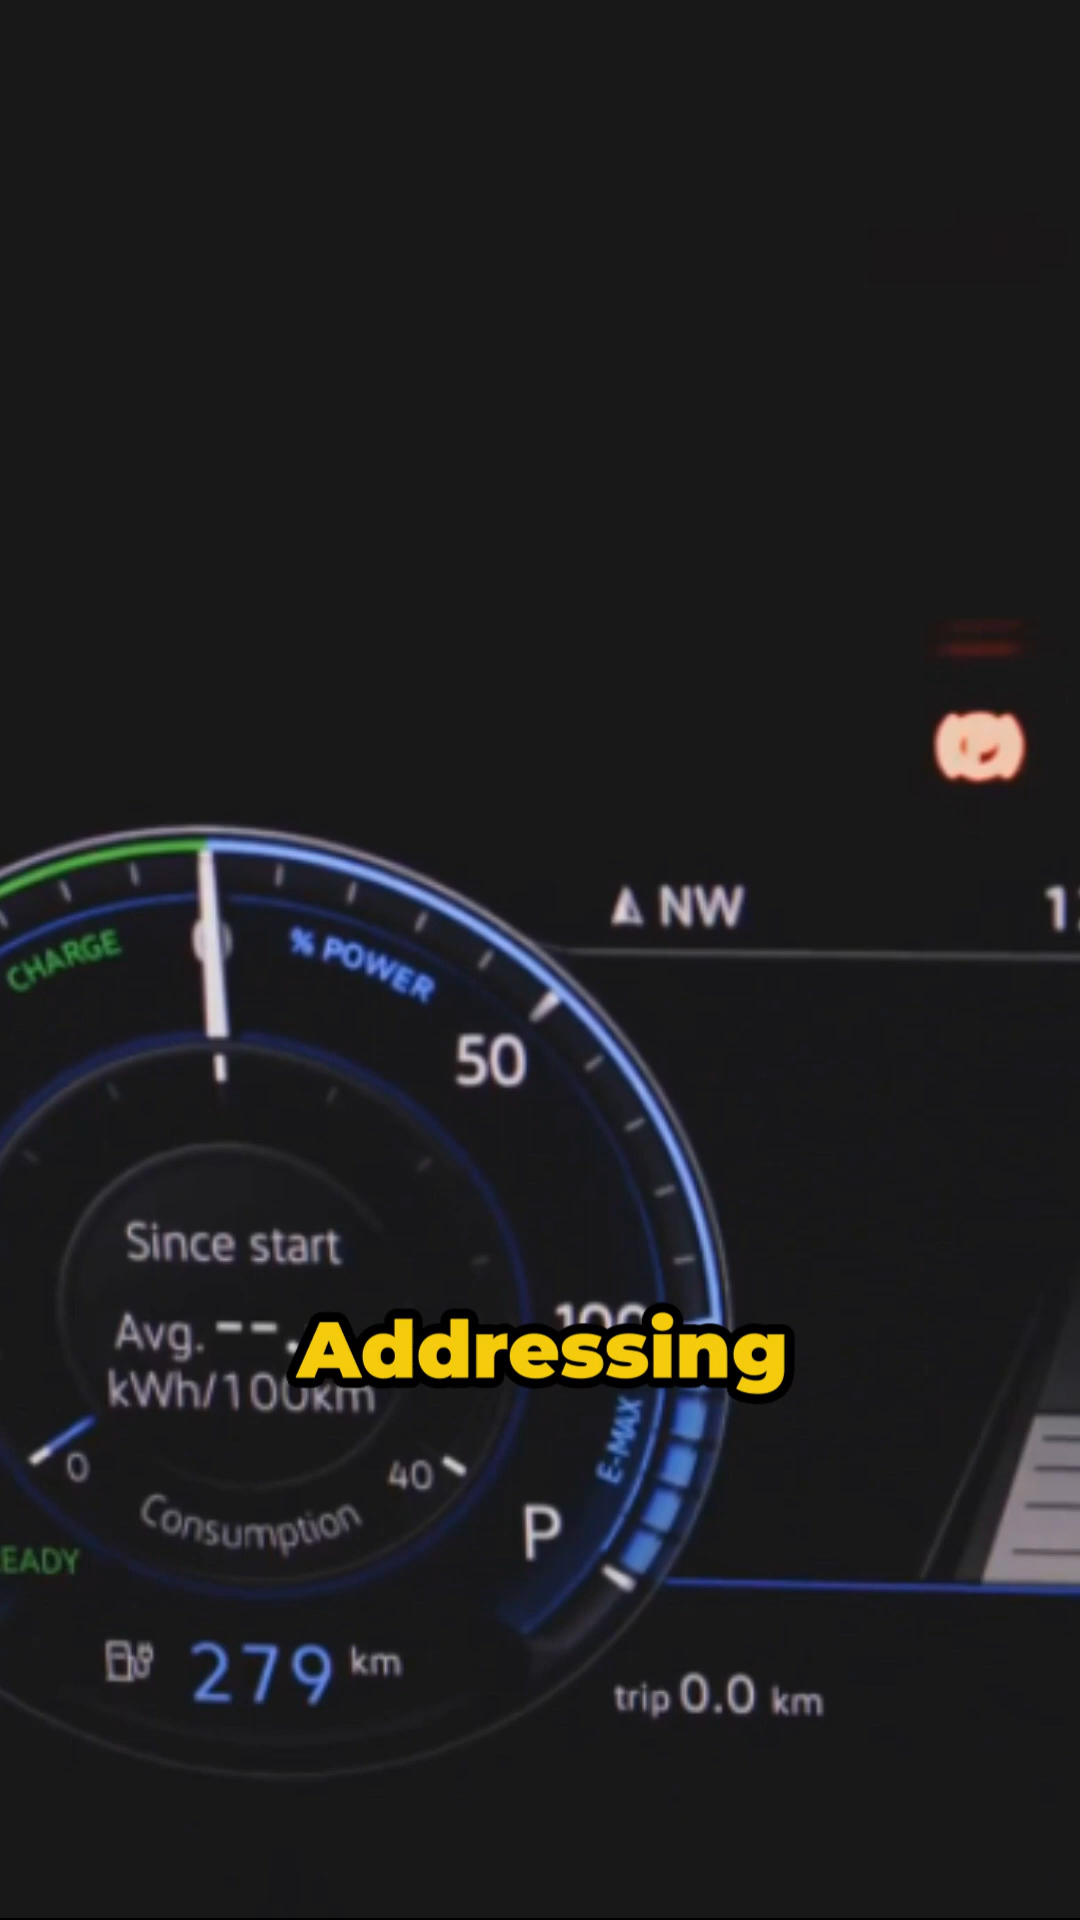 NW
CHARGE
% POWER
50
Since start
100
Avg. --.
Addressing
kWh/100km
E-MAX
0
40
Consumption
P
279 km
trip 0.0 km